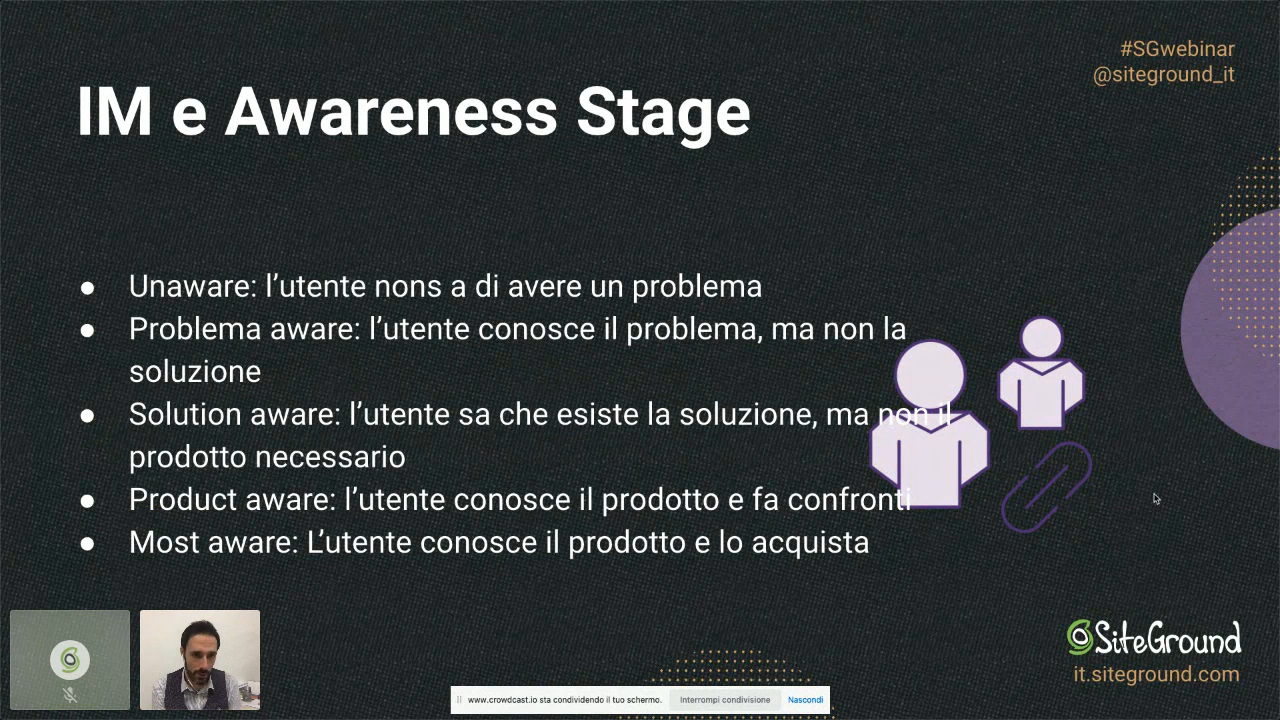 #SGwebinar
@siteground_it
IM e Awareness Stage
● Unaware: l’utente nons a di avere un problema
● Problema aware: l’utente conosce il problema, ma non la
soluzione
● Solution aware: l’utente sa che esiste la soluzione, ma non il
prodotto necessario
● Product aware: l’utente conosce il prodotto e fa confronti
● Most aware: L’utente conosce il prodotto e lo acquista
SiteGround
it.siteground.com
www.crowdcast.io sta condividendo il tuo schermo. Interrompi condivisione Nascondi